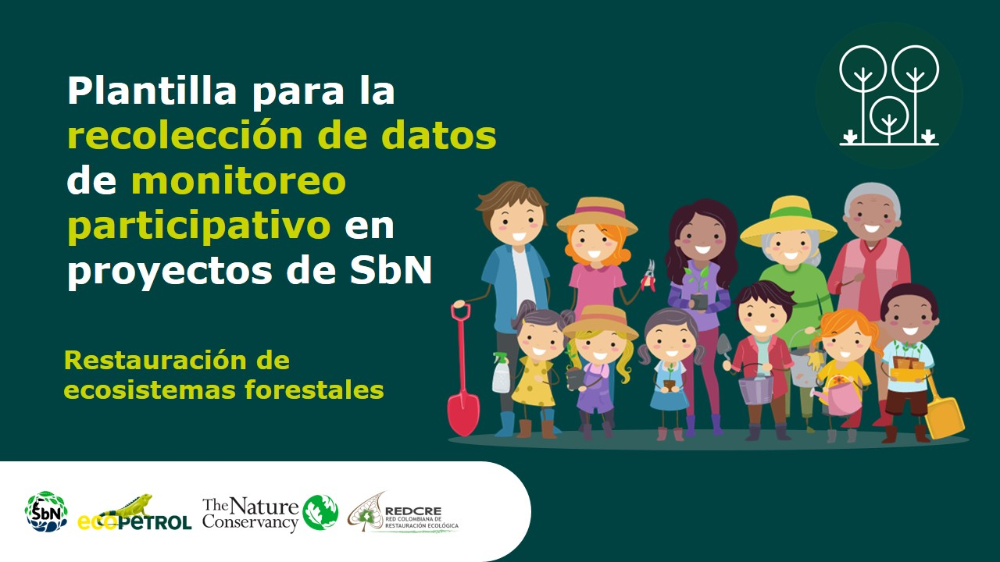 Plantilla para la
recolección de datos
de monitoreo
participativo en
proyectos de SbN
Restauración de
ecosistemas forestales
SbN
ecopetrol
The Nature
Conservancy
REDCRE
RED COLOMBIANA DE
RESTAURACIÓN ECOLÓGICA